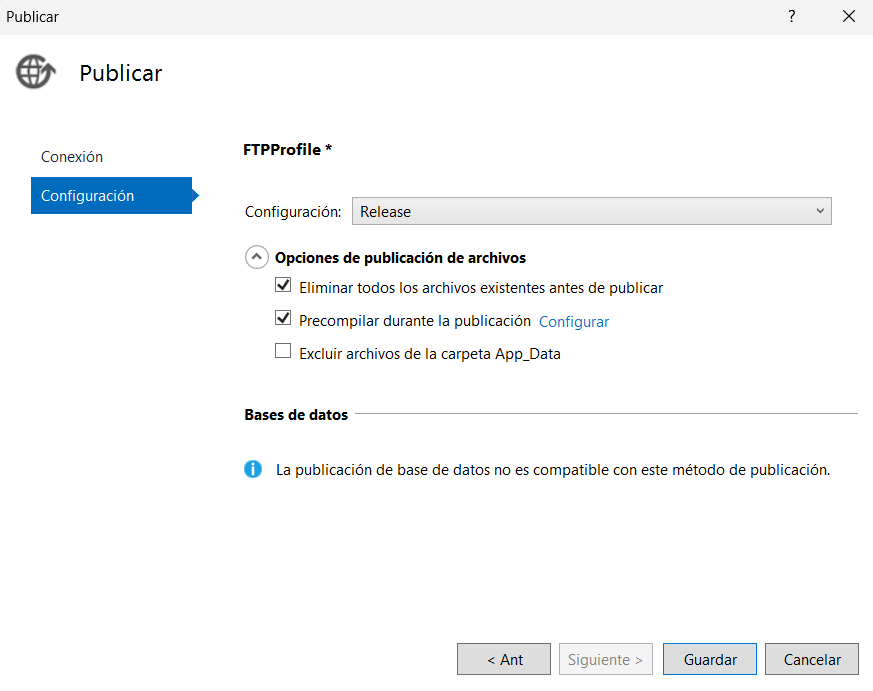 Publicar
?
Publicar
Conexión
Configuración
FTPProfile *
Configuración: Release
Opciones de publicación de archivos
Eliminar todos los archivos existentes antes de publicar
Precompilar durante la publicación Configurar
Excluir archivos de la carpeta App_Data
Bases de datos
La publicación de base de datos no es compatible con este método de publicación.
< Ant Siguiente > Guardar Cancelar